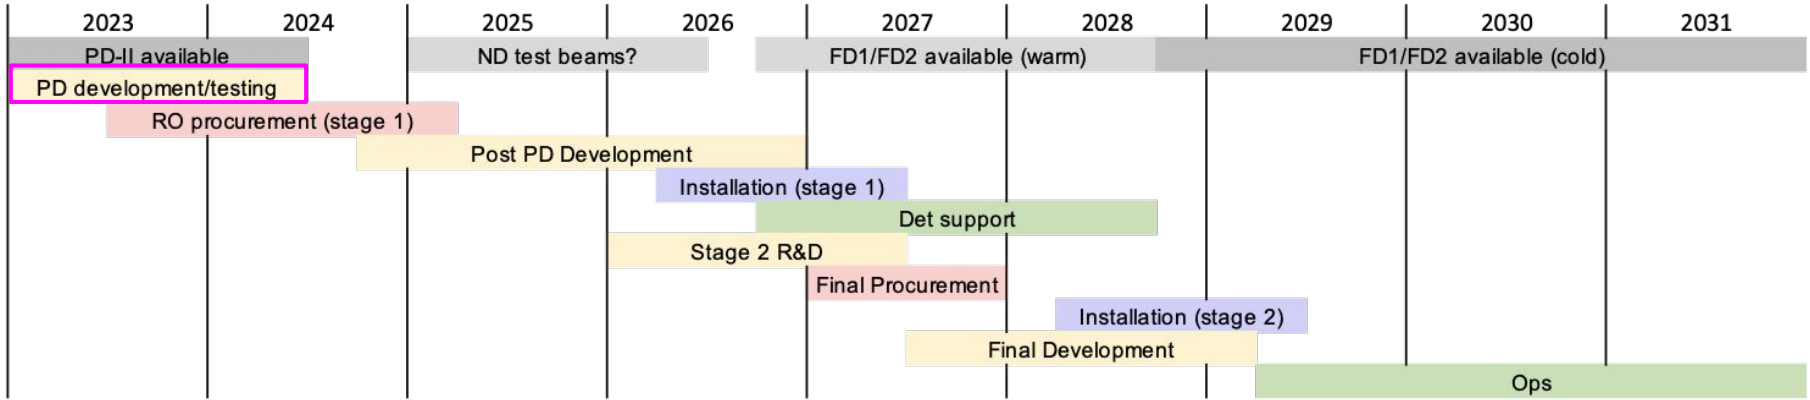 2023 2024 2025 2026 2027 2028 2029 2030 2031
PD-II available ND test beams? FD1/FD2 available (warm) FD1/FD2 available (cold)
PD development/testing
RO procurement (stage 1)
Post PD Development
Installation (stage 1)
Det support
Stage 2 R&D
Final Procurement
Installation (stage 2)
Final Development
Ops